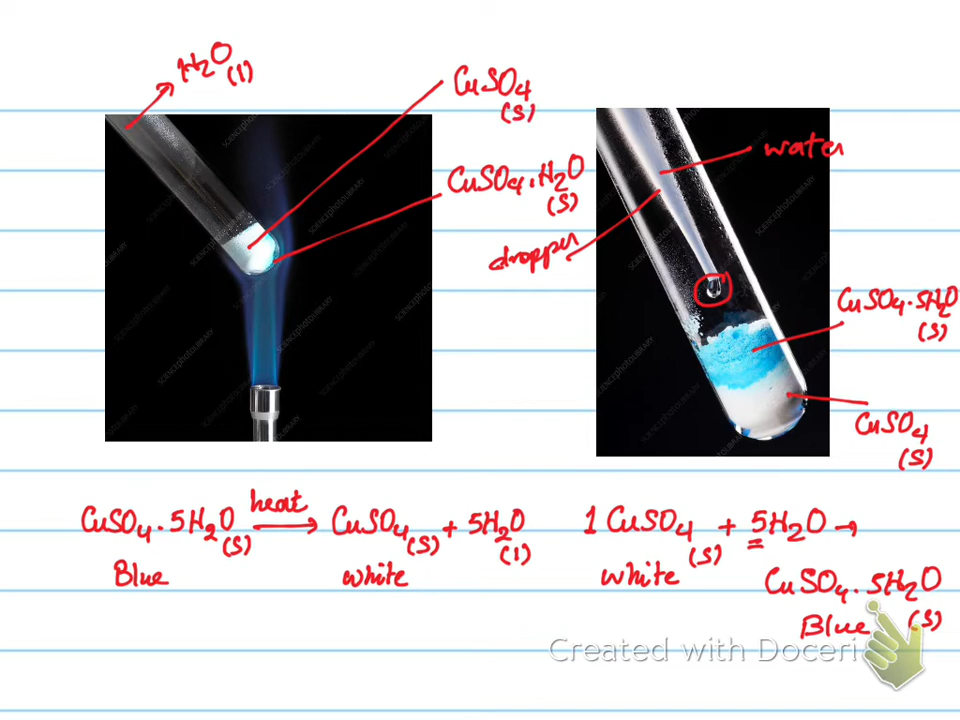 H₂O(l)
CuSO₄(s)
CuSO₄.H₂O(s)
water
dropper
CuSO₄.5H₂O(s)
CuSO₄(s)
CuSO₄.5H₂O(s) heat → CuSO₄(s) + 5H₂O(l)
Blue white
1 CuSO₄(s) + 5H₂O →
white
CuSO₄.5H₂O(s)
Blue
Created with Doceri
SCIENCEPHOTOLIBRARY